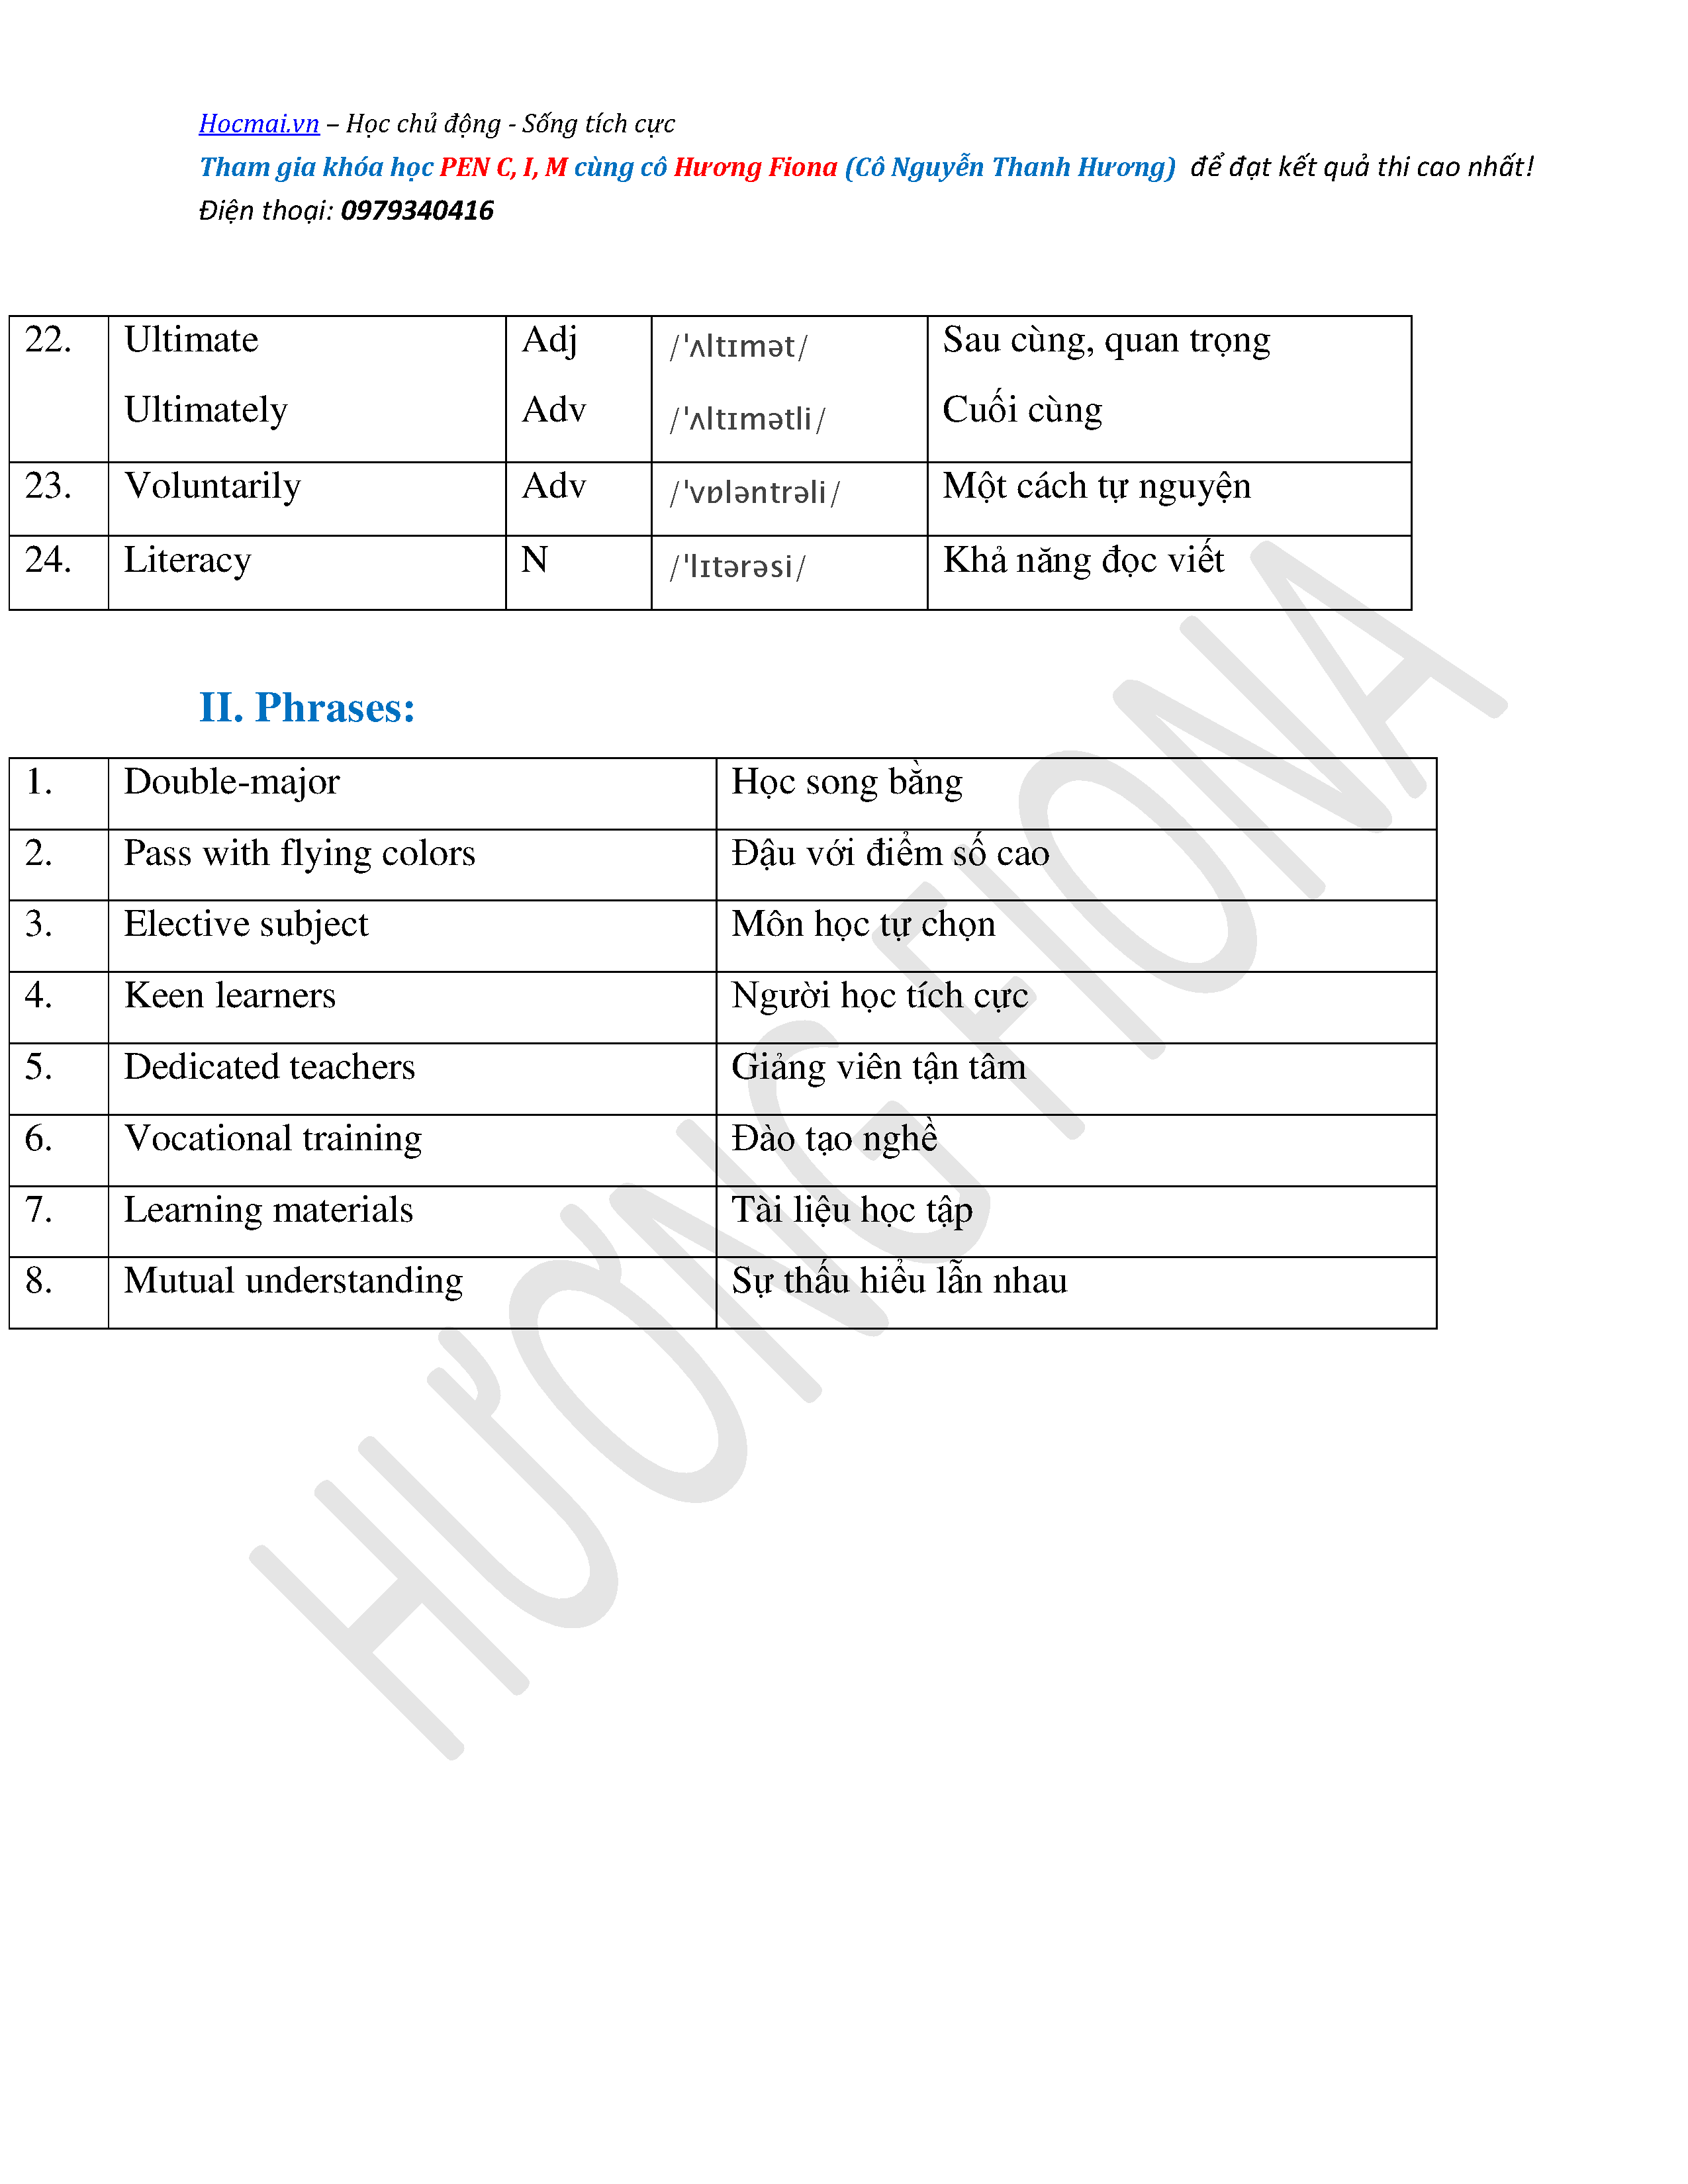 Hocmai.vn – Học chủ động - Sống tích cực
Tham gia khóa học PEN C, I, M cùng cô Hương Fiona (Cô Nguyễn Thanh Hương) để đạt kết quả thi cao nhất!
Điện thoại: 0979340416
22. Ultimate Adj /ˈʌltɪmət/ Sau cùng, quan trọng
Ultimately Adv /ˈʌltɪmətli/ Cuối cùng
23. Voluntarily Adv /ˈvɒləntrəli/ Một cách tự nguyện
24. Literacy N /ˈlɪtərəsi/ Khả năng đọc viết
II. Phrases:
1. Double-major Học song bằng
2. Pass with flying colors Đậu với điểm số cao
3. Elective subject Môn học tự chọn
4. Keen learners Người học tích cực
5. Dedicated teachers Giảng viên tận tâm
6. Vocational training Đào tạo nghề
7. Learning materials Tài liệu học tập
8. Mutual understanding Sự thấu hiểu lẫn nhau
HƯƠNG FIONA